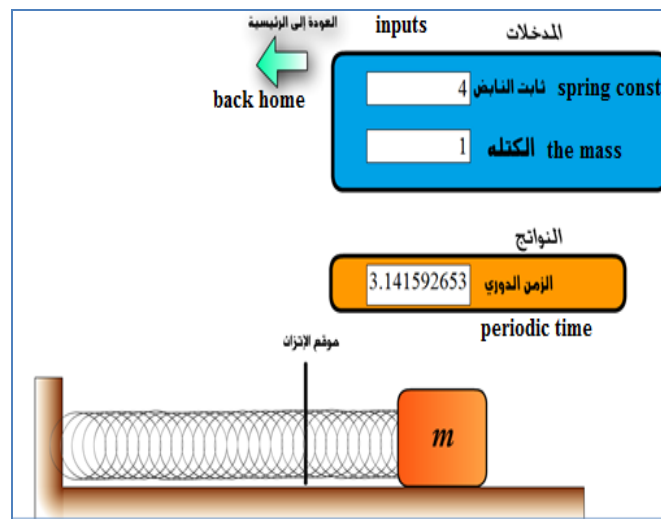 العودة إلى الرئيسية
inputs
المدخلات
back home
4 ثابت النابض spring const
1 الكتله the mass
النواتج
3.141592653 الزمن الدوري
periodic time
موقع الإتزان
m